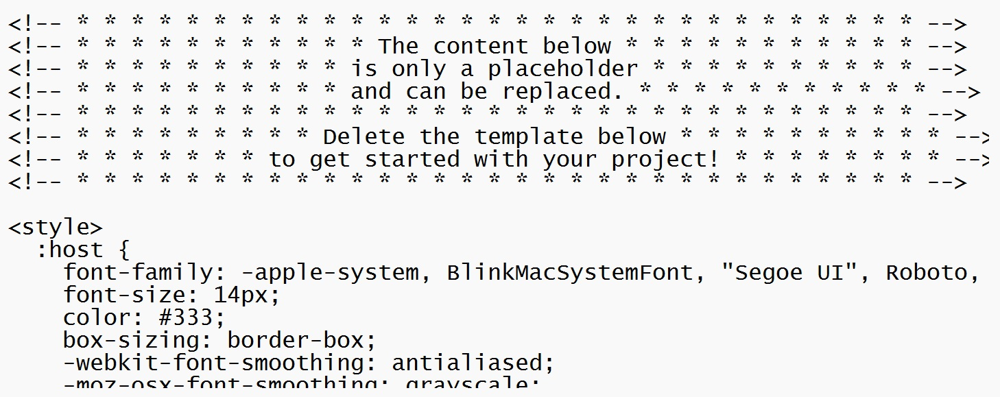 <!-- * * * * * * * * * * * * * * * * * * * * * * * * * * * * * * * -->
<!-- * * * * * * * * * * * The content below * * * * * * * * * * * -->
<!-- * * * * * * * * * * is only a placeholder * * * * * * * * * * -->
<!-- * * * * * * * * * * and can be replaced. * * * * * * * * * * * -->
<!-- * * * * * * * * * * * * * * * * * * * * * * * * * * * * * * * -->
<!-- * * * * * * * * * Delete the template below * * * * * * * * * * -->
<!-- * * * * * * * to get started with your project! * * * * * * * * -->
<!-- * * * * * * * * * * * * * * * * * * * * * * * * * * * * * * * -->
<style>
:host {
font-family: -apple-system, BlinkMacSystemFont, "Segoe UI", Roboto,
font-size: 14px;
color: #333;
box-sizing: border-box;
-webkit-font-smoothing: antialiased;
-moz-osx-font-smoothing: grayscale;